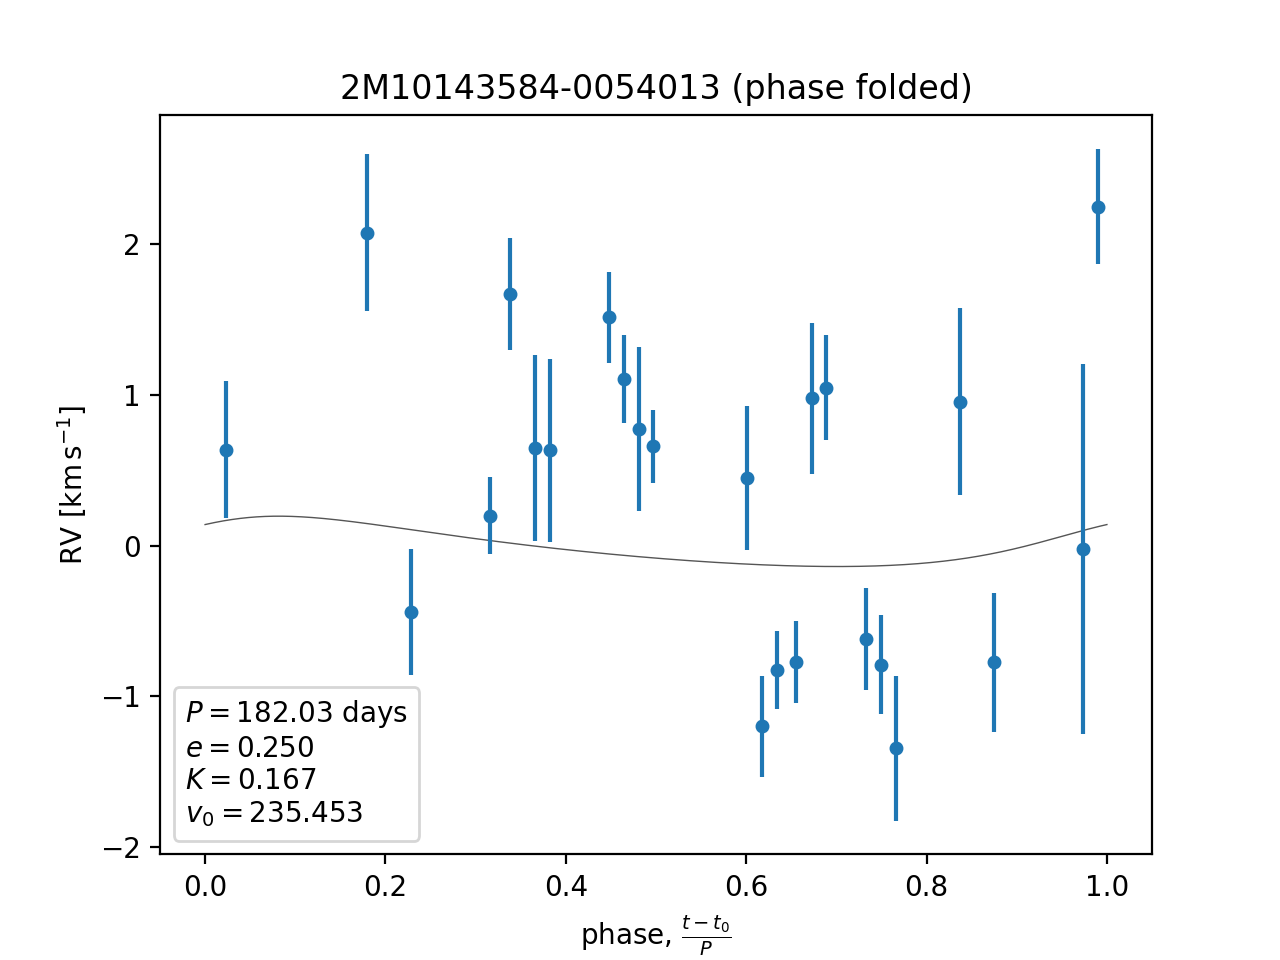 2M10143584-0054013 (phase folded)
RV [km s⁻¹]
2
1
0
−1
−2
P = 182.03 days
e = 0.250
K = 0.167
v₀ = 235.453
0.0 0.2 0.4 0.6 0.8 1.0
phase, (t − t₀)/P